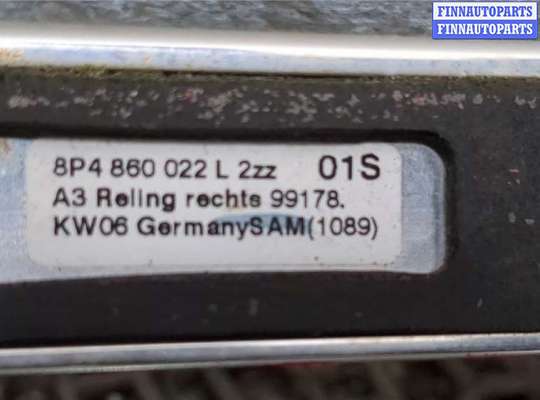 FINNAUTOPARTS
FINNAUTOPARTS
8P4 860 022 L 2zz 01S
A3 Reling rechts 99178.
KW06 GermanySAM(1089)